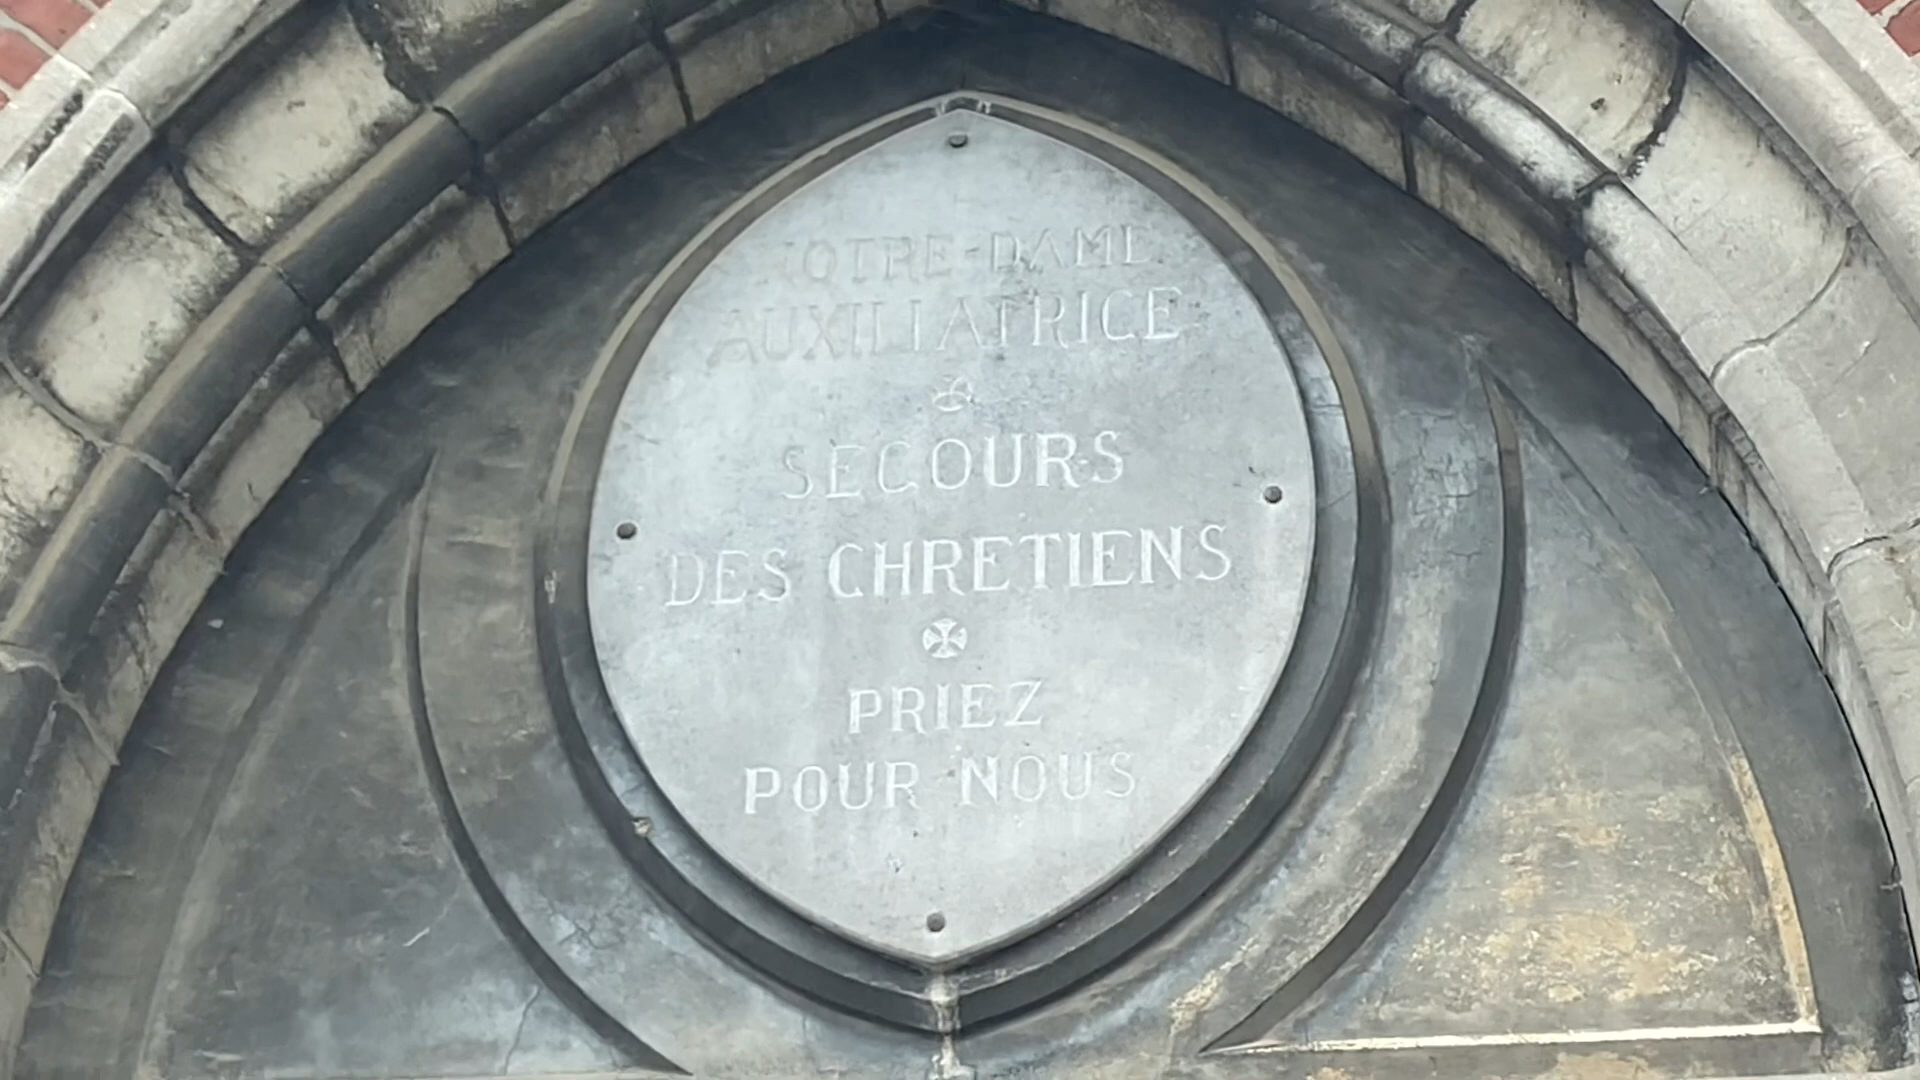 NOTRE-DAME
AUXILIATRICE
SECOURS
DES CHRETIENS
PRIEZ
POUR NOUS